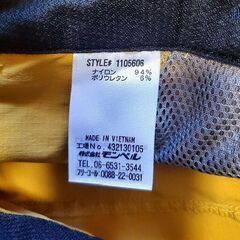 STYLE# 1105606
ナイロン 94%
ポリウレタン 6%
MADE IN VIETNAM
工場No. 432130105
株式会社モンベル
TEL. 06-6531-3544
フリーコール 0088-22-0031